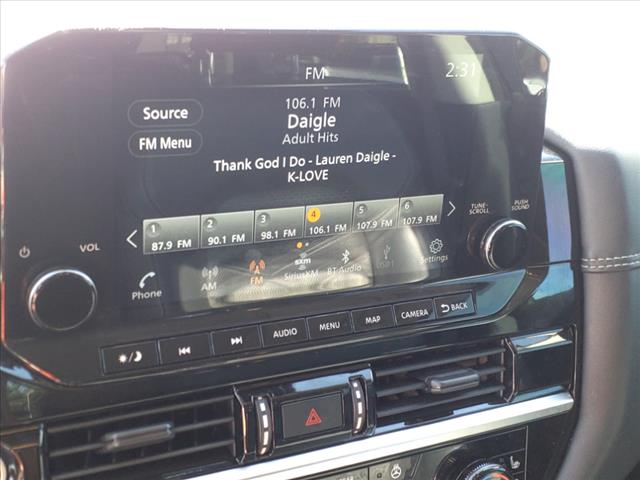 FM
2:31
Source
106.1 FM
Daigle
Adult Hits
FM Menu
Thank God I Do - Lauren Daigle -
K-LOVE
TUNE-
SCROLL
PUSH
SOUND
VOL
1
87.9 FM
2
90.1 FM
3
98.1 FM
4
106.1 FM
5
107.9 FM
6
107.9 FM
Phone
AM
FM
sxm
SiriusXM
BT-Audio
USB1
Settings
AUDIO
MENU
MAP
CAMERA
BACK